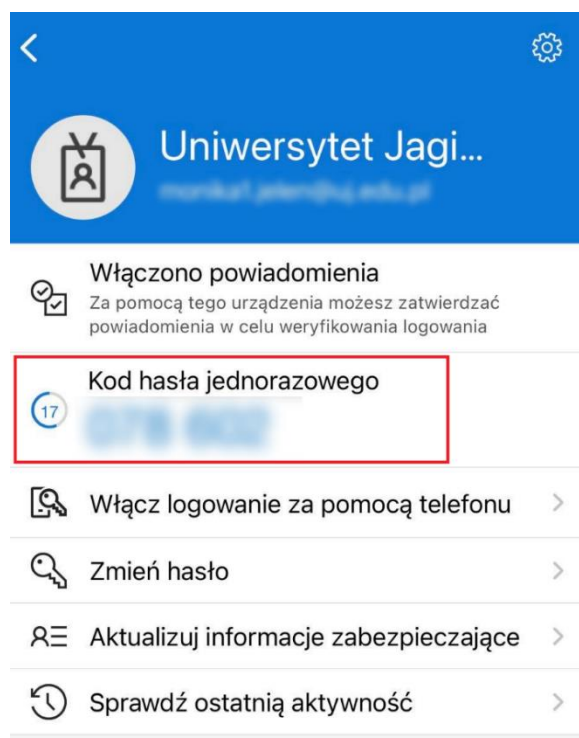 Uniwersytet Jagi...
Włączono powiadomienia
Za pomocą tego urządzenia możesz zatwierdzać
powiadomienia w celu weryfikowania logowania
Kod hasła jednorazowego
17
Włącz logowanie za pomocą telefonu
Zmień hasło
Aktualizuj informacje zabezpieczające
Sprawdź ostatnią aktywność